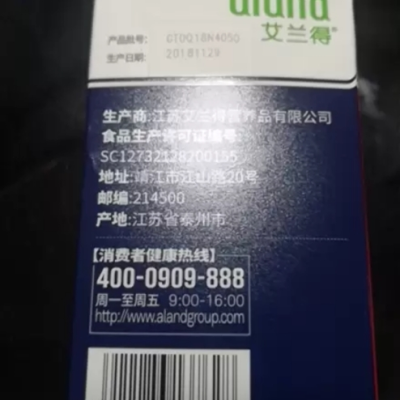 aland
艾兰得®
产品批号: GT0Q18N4050
生产日期: 20181129
生产商:江苏艾兰得营养品有限公司
食品生产许可证编号:
SC12732128200155
地址:靖江市江山路20号
邮编:214500
产地:江苏省泰州市
【消费者健康热线】
400-0909-888
周一至周五 9:00-16:00
http://www.alandgroup.com